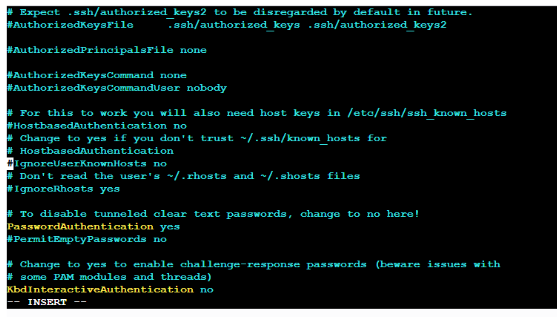 # Expect .ssh/authorized_keys2 to be disregarded by default in future.
#AuthorizedKeysFile     .ssh/authorized_keys .ssh/authorized_keys2
#AuthorizedPrincipalsFile none
#AuthorizedKeysCommand none
#AuthorizedKeysCommandUser nobody
# For this to work you will also need host keys in /etc/ssh/ssh_known_hosts
#HostbasedAuthentication no
# Change to yes if you don't trust ~/.ssh/known_hosts for
# HostbasedAuthentication
#IgnoreUserKnownHosts no
# Don't read the user's ~/.rhosts and ~/.shosts files
#IgnoreRhosts yes
# To disable tunneled clear text passwords, change to no here!
PasswordAuthentication yes
#PermitEmptyPasswords no
# Change to yes to enable challenge-response passwords (beware issues with
# some PAM modules and threads)
KbdInteractiveAuthentication no
-- INSERT --